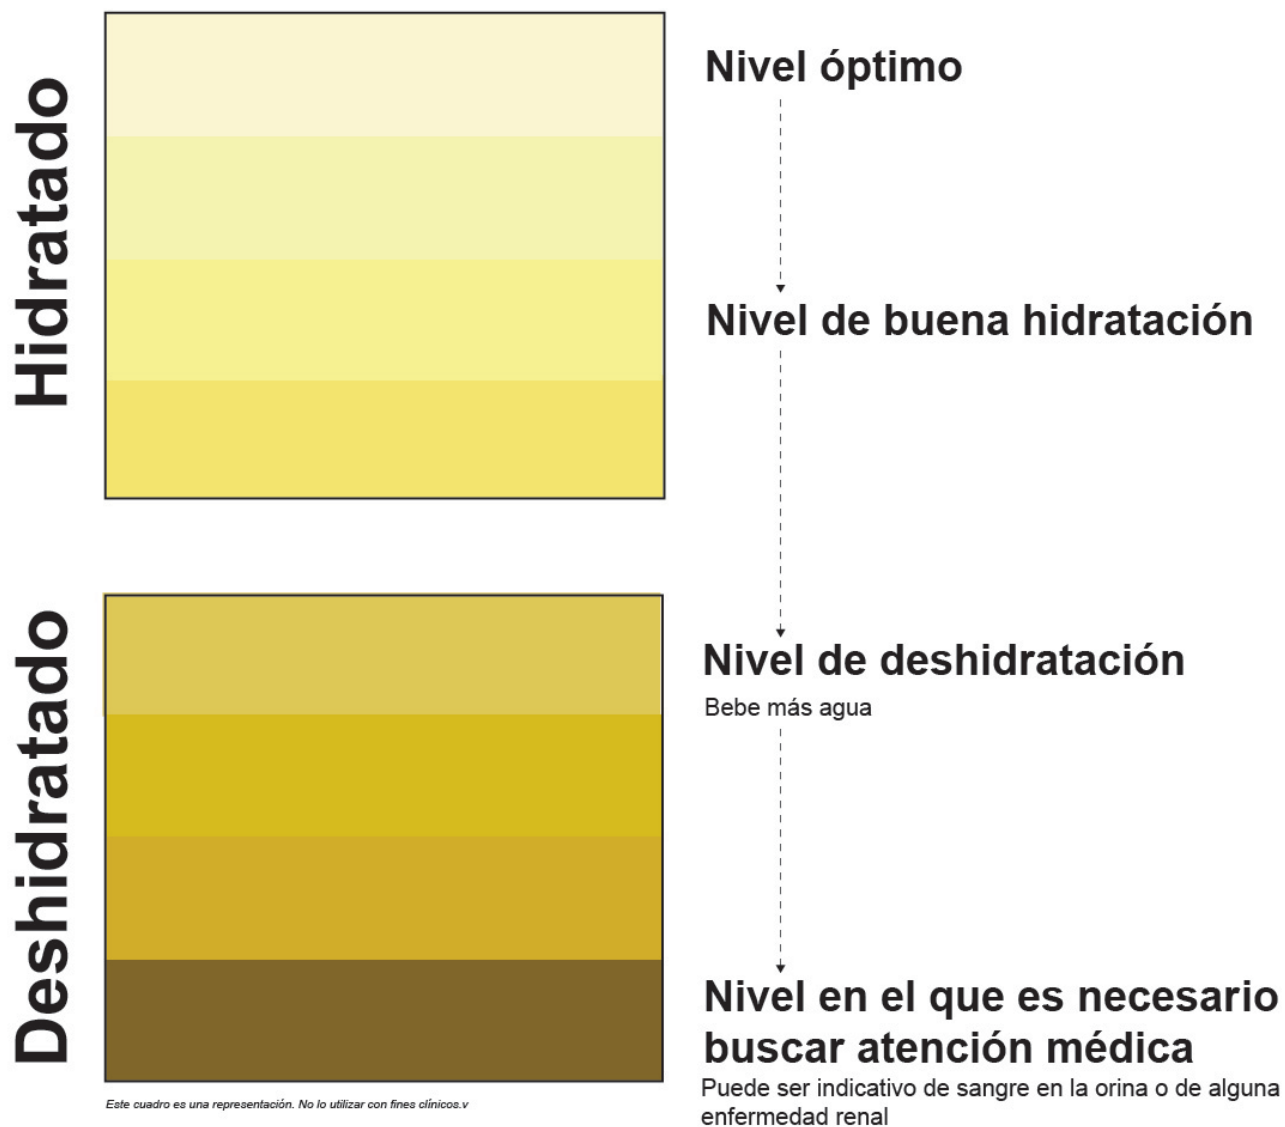 Hidratado
Nivel óptimo
Nivel de buena hidratación
Deshidratado
Nivel de deshidratación
Bebe más agua
Nivel en el que es necesario
buscar atención médica
Puede ser indicativo de sangre en la orina o de alguna
enfermedad renal
Este cuadro es una representación. No lo utilizar con fines clínicos.v